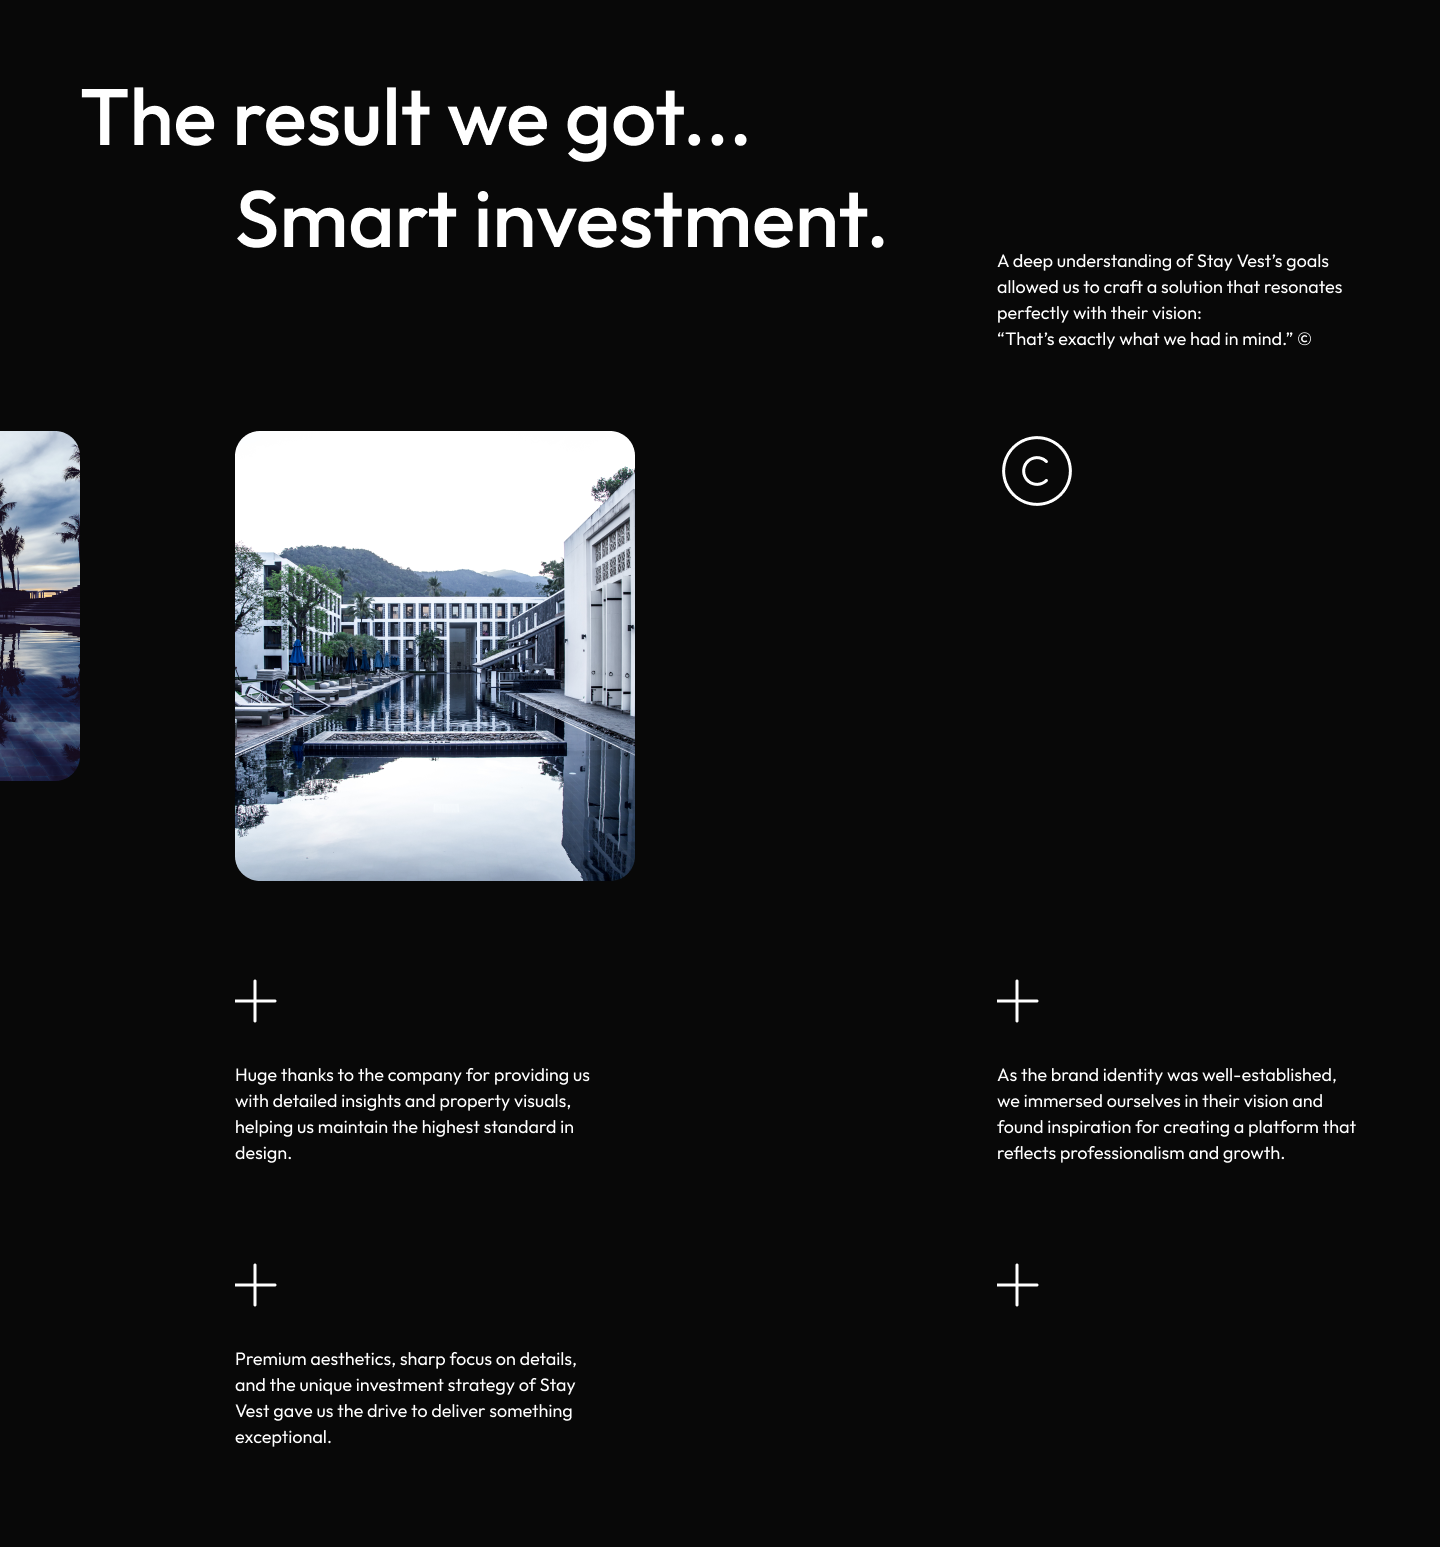 The result we got...
Smart investment.
A deep understanding of Stay Vest’s goals
allowed us to craft a solution that resonates
perfectly with their vision:
“That’s exactly what we had in mind.” ©
C
Huge thanks to the company for providing us
with detailed insights and property visuals,
helping us maintain the highest standard in
design.
As the brand identity was well-established,
we immersed ourselves in their vision and
found inspiration for creating a platform that
reflects professionalism and growth.
Premium aesthetics, sharp focus on details,
and the unique investment strategy of Stay
Vest gave us the drive to deliver something
exceptional.